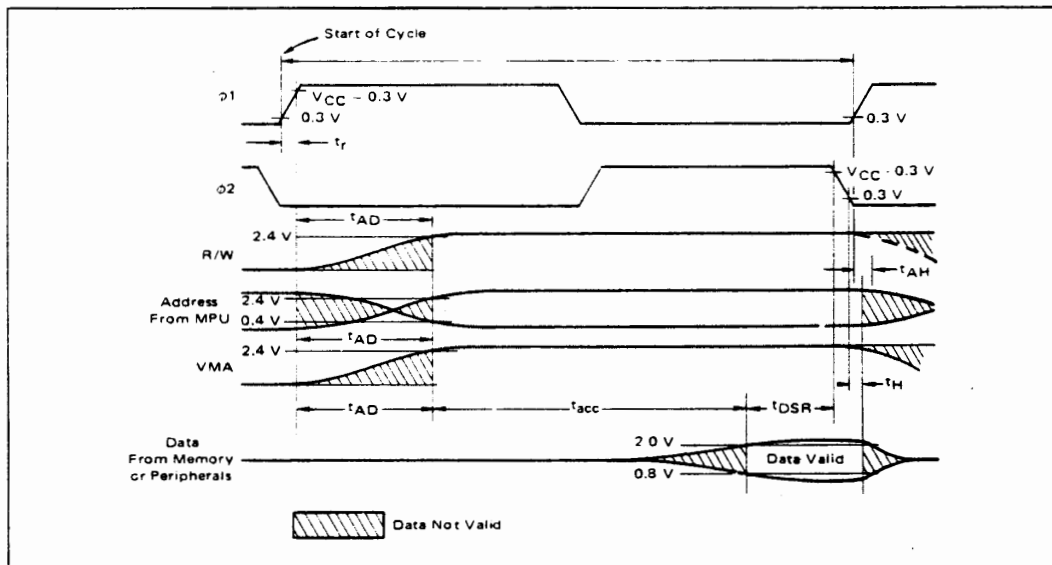 Start of Cycle
φ1
VCC - 0.3 V
0.3 V
0.3 V
tr
φ2
VCC - 0.3 V
0.3 V
tAD
2.4 V
R/W
tAH
Address
From MPU
2.4 V
0.4 V
tAD
2.4 V
VMA
tH
tAD
tacc
tDSR
Data
From Memory
or Peripherals
2.0 V
Data Valid
0.8 V
Data Not Valid